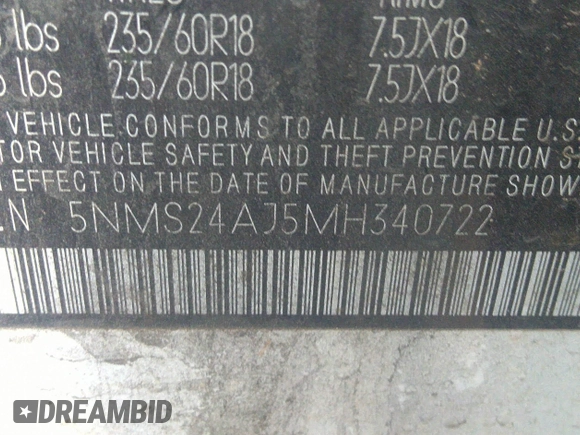 lbs 235/60R18 7.5JX18
lbs 235/60R18 7.5JX18
VEHICLE CONFORMS TO ALL APPLICABLE U.S
TOR VEHICLE SAFETY AND THEFT PREVENTION S
IN EFFECT ON THE DATE OF MANUFACTURE SHOW
.N 5NMS24AJ5MH340722
DREAMBID